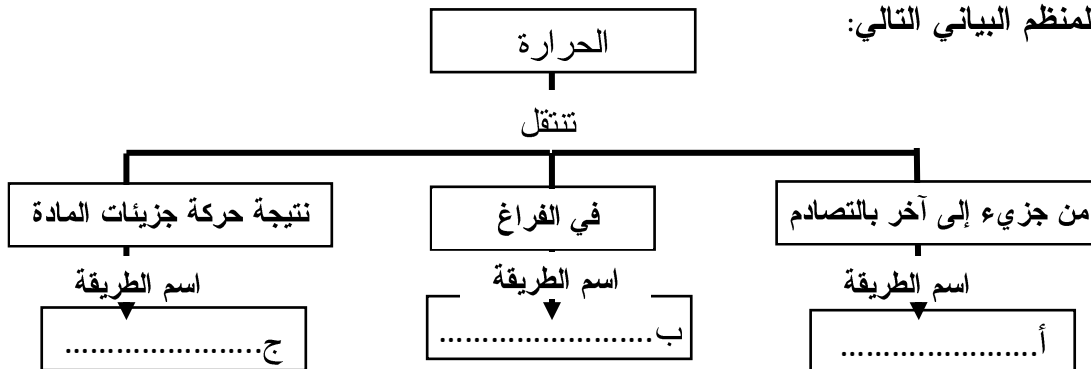 لمنظم البياني التالي:
الحرارة
تنتقل
من جزيء إلى آخر بالتصادم
في الفراغ
نتيجة حركة جزيئات المادة
اسم الطريقة
اسم الطريقة
اسم الطريقة
أ.......................
ب.........................
ج.......................